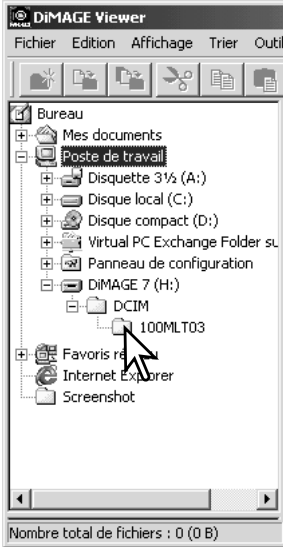 DiMAGE Viewer
Fichier Edition Affichage Trier Outil
Bureau
Mes documents
Poste de travail
Disquette 3½ (A:)
Disque local (C:)
Disque compact (D:)
Virtual PC Exchange Folder su
Panneau de configuration
DiMAGE 7 (H:)
DCIM
100MLT03
Favoris
Internet Explorer
Screenshot
Nombre total de fichiers : 0 (0 B)